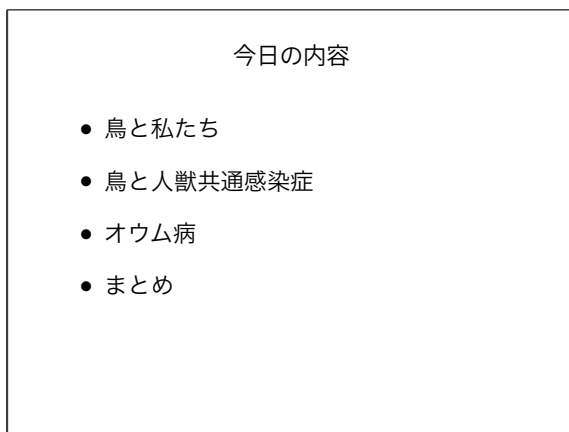 今日の内容
● 鳥と私たち
● 鳥と人獣共通感染症
● オウム病
● まとめ